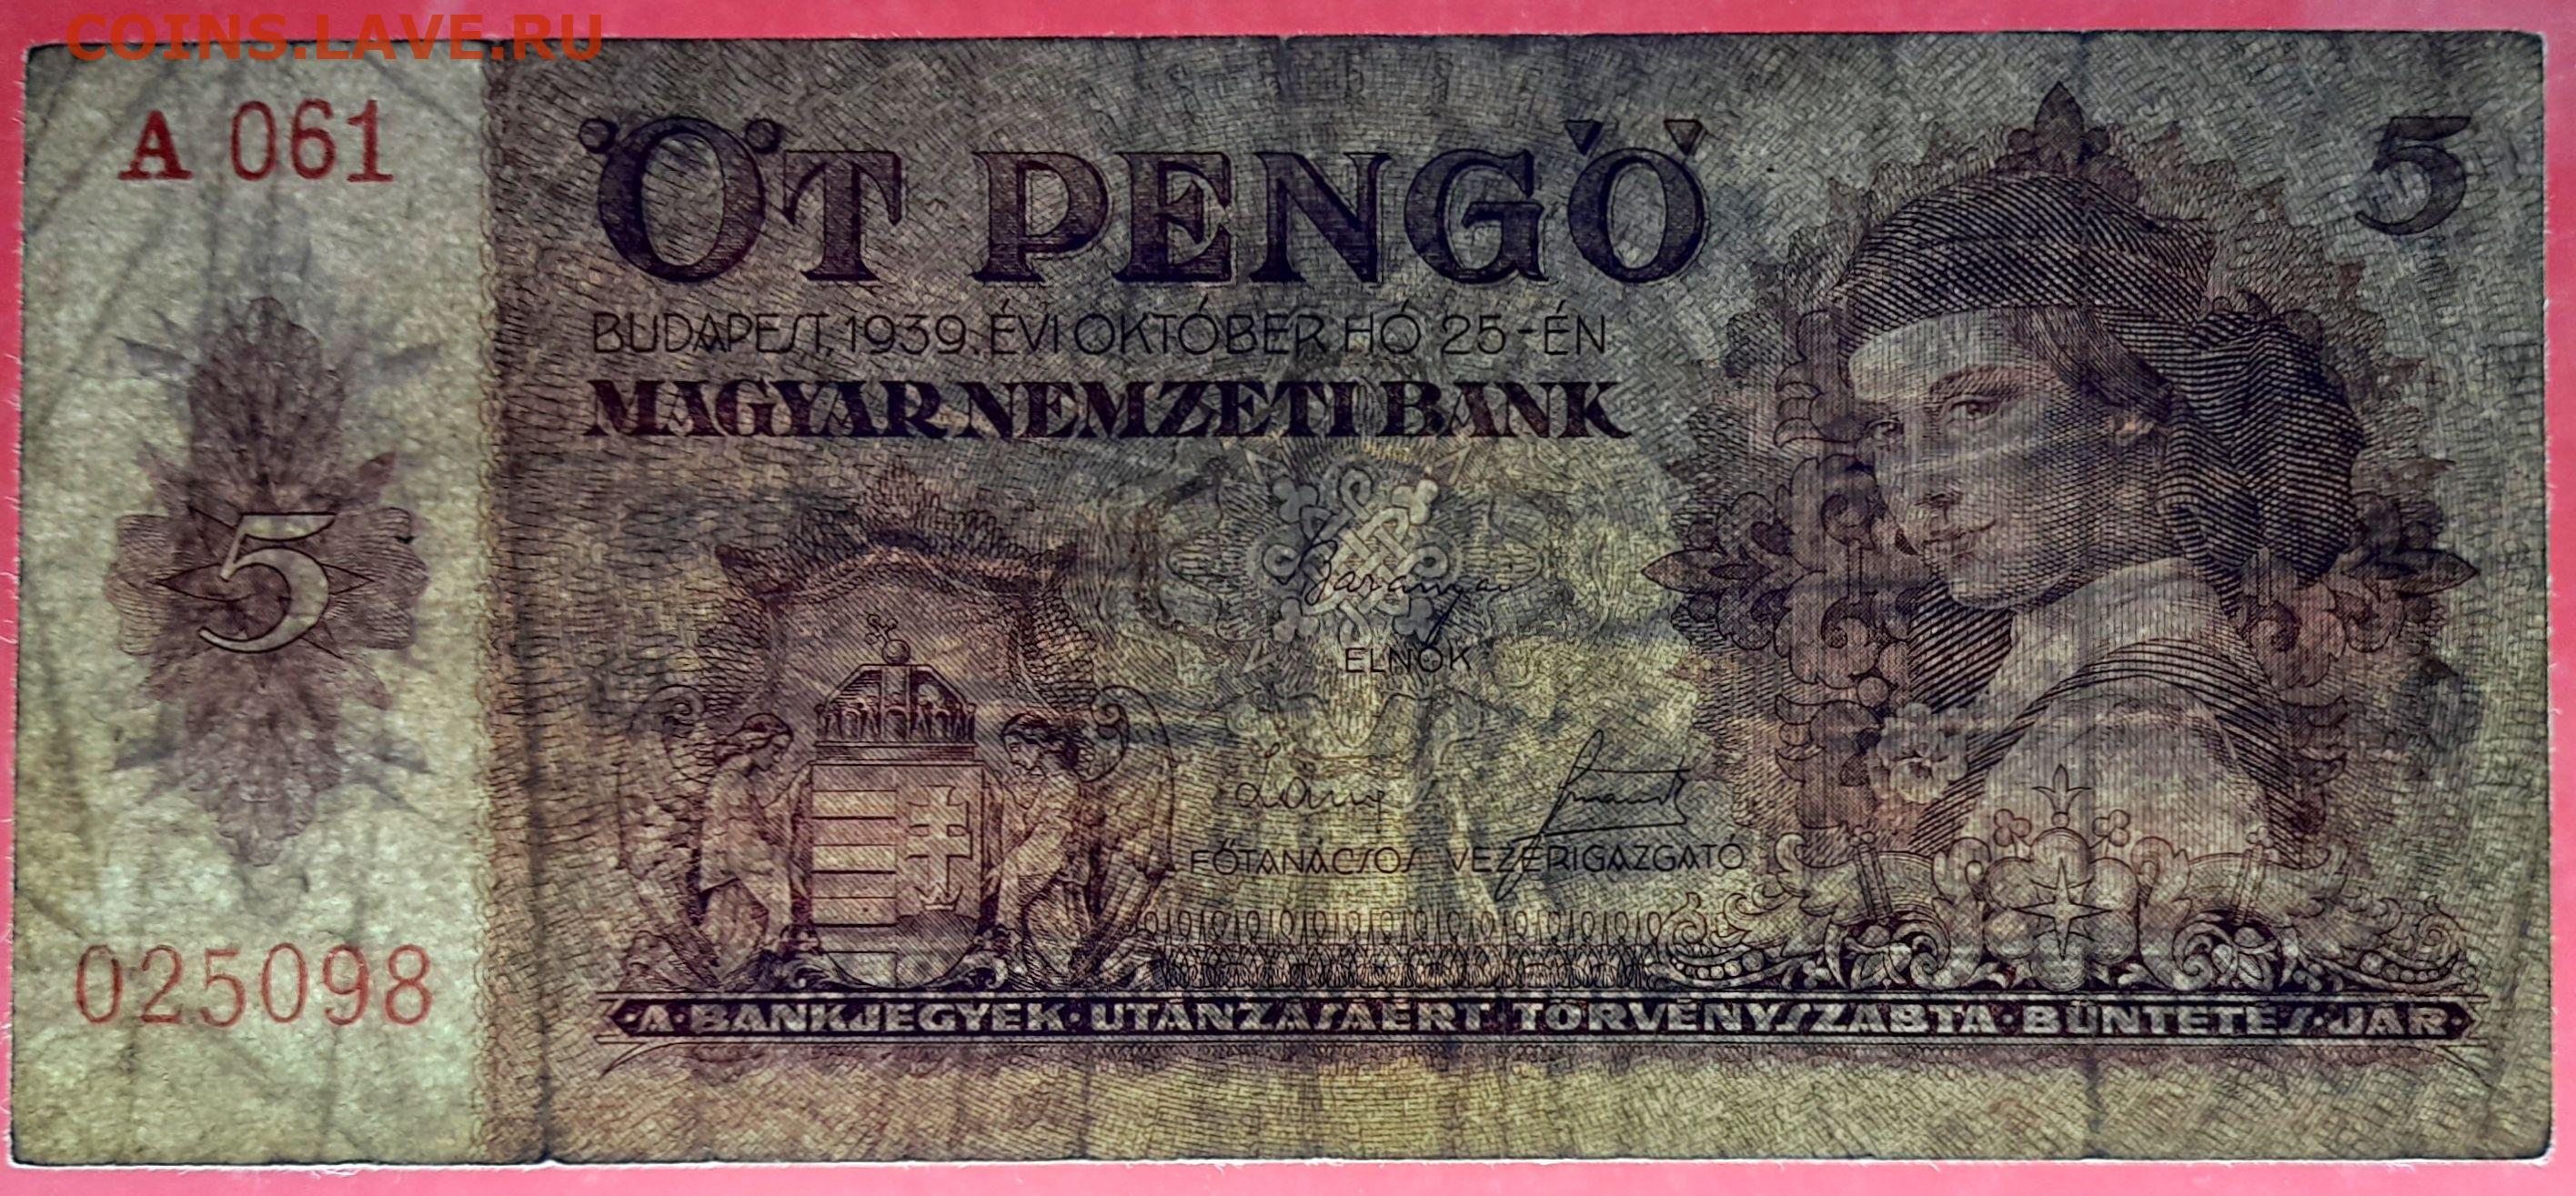 COINS.LAVE.RU
A 061
ÖT PENGŐ
5
BUDAPEST, 1939. ÉVI OKTÓBER HÓ 25-ÉN
MAGYAR NEMZETI BANK
5
Baranyai
ELNÖK
FŐTANÁCSOS VEZÉRIGAZGATÓ
025098
A · BANKJEGYEK · UTÁNZÁSÁÉRT TÖRVÉNYSZABTA · BÜNTETÉS · JÁR ·